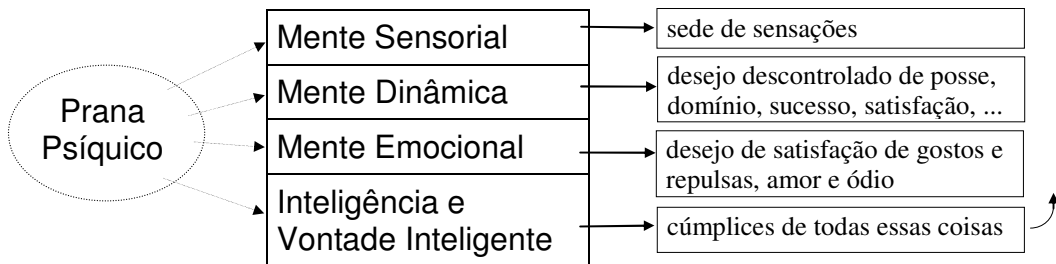 Prana
Psíquico
Mente Sensorial
Mente Dinâmica
Mente Emocional
Inteligência e
Vontade Inteligente
sede de sensações
desejo descontrolado de posse,
domínio, sucesso, satisfação, ...
desejo de satisfação de gostos e
repulsas, amor e ódio
cúmplices de todas essas coisas